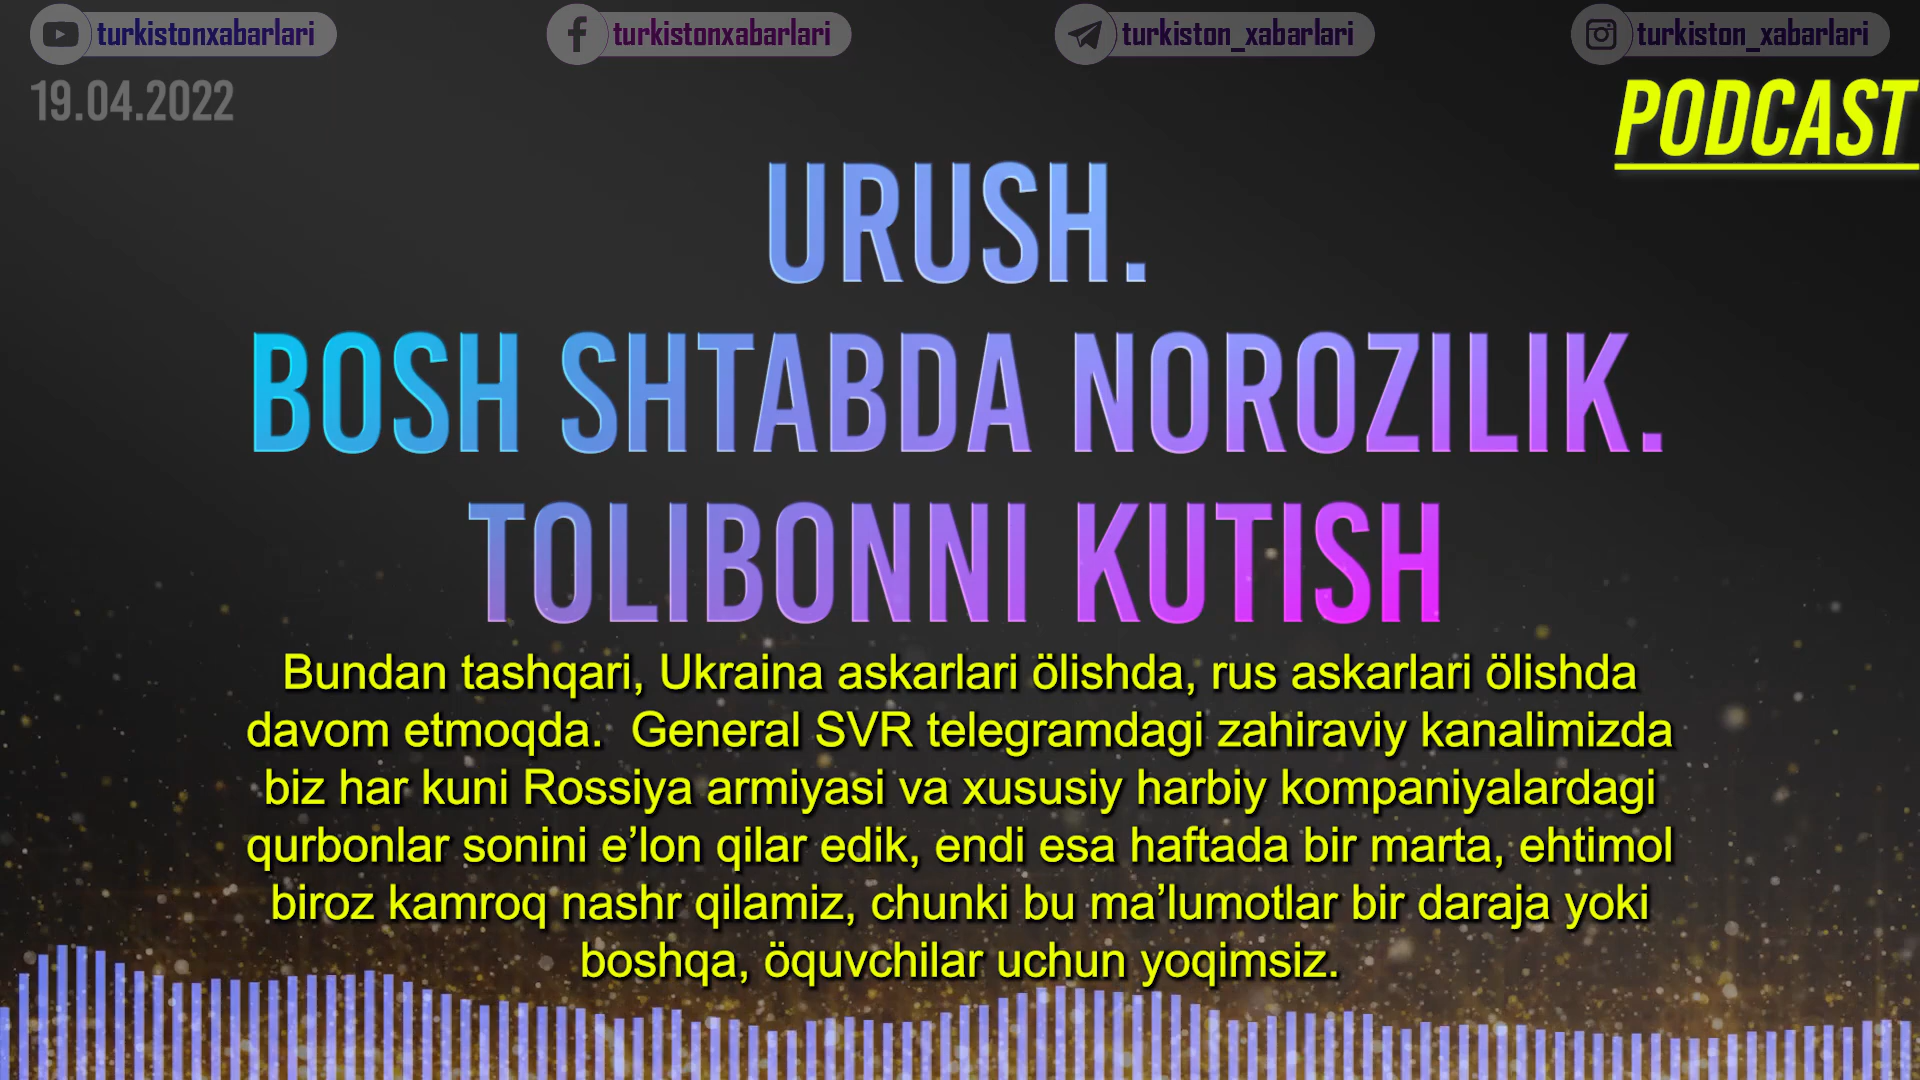 turkistonxabarlari
turkistonxabarlari
turkiston_xabarlari
turkiston_xabarlari
19.04.2022
PODCAST
URUSH.
BOSH SHTABDA NOROZILIK.
TOLIBONNI KUTISH
Bundan tashqari, Ukraina askarlari ölishda, rus askarlari ölishda
davom etmoqda.  General SVR telegramdagi zahiraviy kanalimizda
biz har kuni Rossiya armiyasi va xususiy harbiy kompaniyalardagi
qurbonlar sonini e’lon qilar edik, endi esa haftada bir marta, ehtimol
biroz kamroq nashr qilamiz, chunki bu ma’lumotlar bir daraja yoki
boshqa, öquvchilar uchun yoqimsiz.